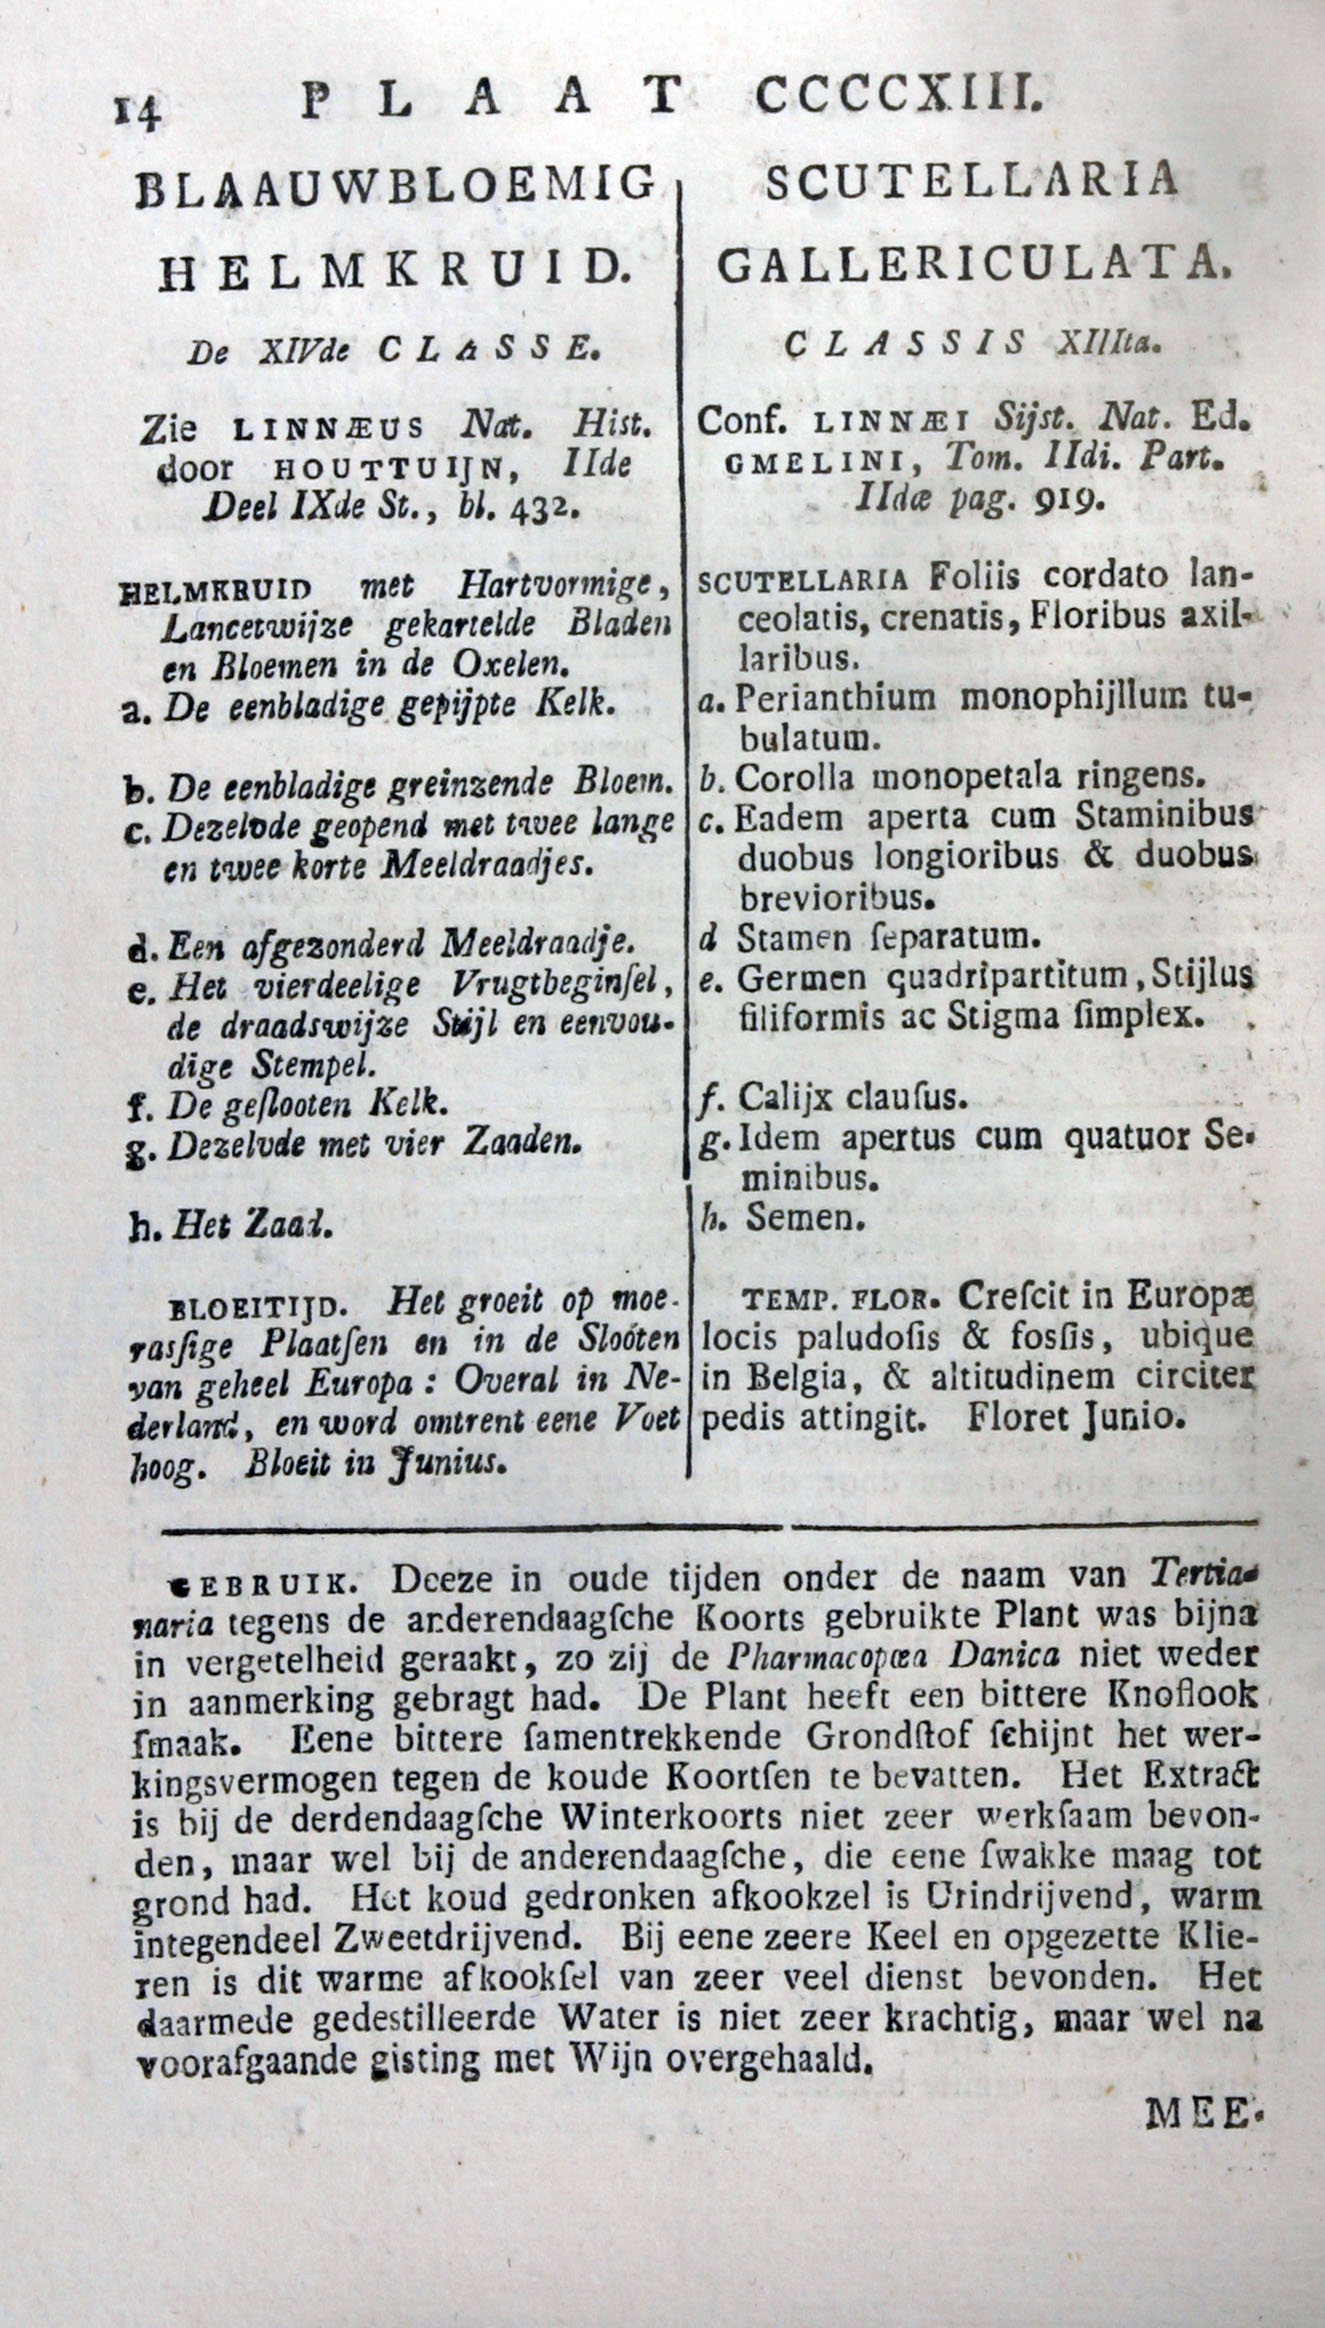 14 PLAAT CCCCXIII.
BLAAUWBLOEMIG
HELMKRUID.
De XIVde CLASSE.
Zie LINNÆUS Nat. Hist.
door HOUTTUIJN, IIde
Deel IXde St., bl. 432.
HELMKRUID met Hartvormige,
Lancetwijze gekartelde Bladen
en Bloemen in de Oxelen.
a. De eenbladige gepijpte Kelk.
b. De eenbladige greinzende Bloem.
c. Dezelvde geopend met twee lange
en twee korte Meeldraadjes.
d. Een afgezonderd Meeldraadje.
e. Het vierdeelige Vrugtbeginſel,
de draadswijze Stijl en eenvou-
dige Stempel.
f. De geſlooten Kelk.
g. Dezelvde met vier Zaaden.
h. Het Zaad.
BLOEITIJD. Het groeit op moe-
rasſige Plaatſen en in de Slooten
van geheel Europa: Overal in Ne-
derland, en word omtrent eene Voet
hoog. Bloeit in Junius.
SCUTELLARIA
GALLERICULATA.
CLASSIS XIIIta.
Conf. LINNÆI Sijst. Nat. Ed.
GMELINI, Tom. IIdi. Part.
IIdæ pag. 919.
SCUTELLARIA Foliis cordato lan-
ceolatis, crenatis, Floribus axil-
laribus.
a. Perianthium monophijllum tu-
bulatum.
b. Corolla monopetala ringens.
c. Eadem aperta cum Staminibus
duobus longioribus & duobus
brevioribus.
d Stamen ſeparatum.
e. Germen quadripartitum, Stijlus
filiformis ac Stigma ſimplex.
f. Calijx clauſus.
g. Idem apertus cum quatuor Se-
minibus.
h. Semen.
TEMP. FLOR. Creſcit in Europæ
locis paludoſis & fosſis, ubique
in Belgia, & altitudinem circiter
pedis attingit. Floret Junio.
GEBRUIK. Deeze in oude tijden onder de naam van Tertia-
naria tegens de anderendaagſche Koorts gebruikte Plant was bijna
in vergetelheid geraakt, zo zij de Pharmacopœa Danica niet weder
in aanmerking gebragt had. De Plant heeft een bittere Knoflook
ſmaak. Eene bittere ſamentrekkende Grondſtof ſchijnt het wer-
kingsvermogen tegen de koude Koortſen te bevatten. Het Extract
is bij de derdendaagſche Winterkoorts niet zeer werkſaam bevon-
den, maar wel bij de anderendaagſche, die eene ſwakke maag tot
grond had. Het koud gedronken afkookzel is Urindrijvend, warm
integendeel Zweetdrijvend. Bij eene zeere Keel en opgezette Klie-
ren is dit warme afkookſel van zeer veel dienst bevonden. Het
daarmede gedestilleerde Water is niet zeer krachtig, maar wel na
voorafgaande gisting met Wijn overgehaald.
MEE-